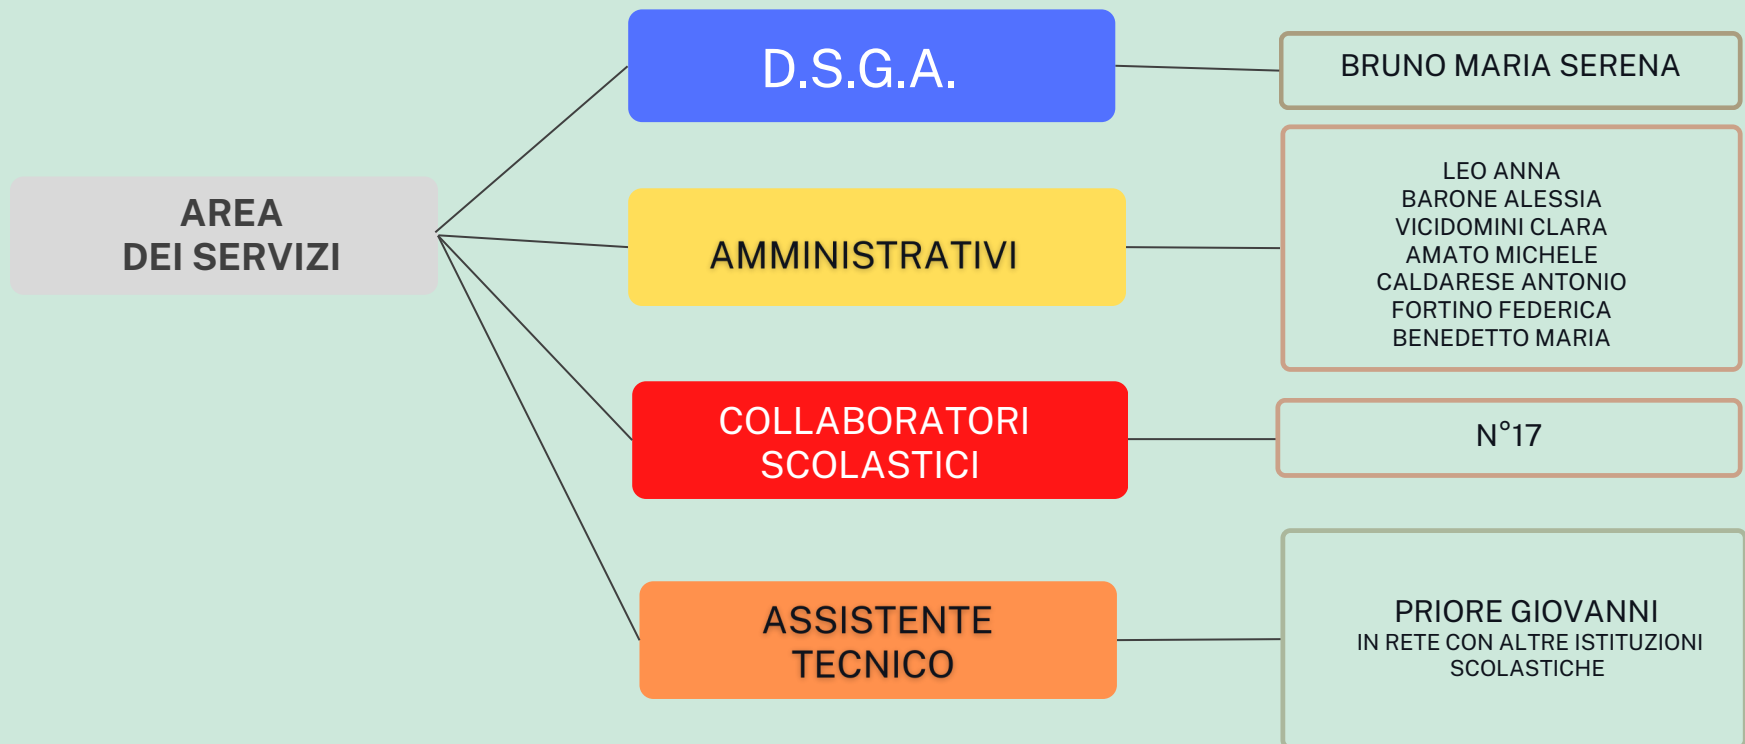 AREA
DEI SERVIZI
D.S.G.A.
BRUNO MARIA SERENA
AMMINISTRATIVI
LEO ANNA
BARONE ALESSIA
VICIDOMINI CLARA
AMATO MICHELE
CALDARESE ANTONIO
FORTINO FEDERICA
BENEDETTO MARIA
COLLABORATORI
SCOLASTICI
N°17
ASSISTENTE
TECNICO
PRIORE GIOVANNI
IN RETE CON ALTRE ISTITUZIONI
SCOLASTICHE